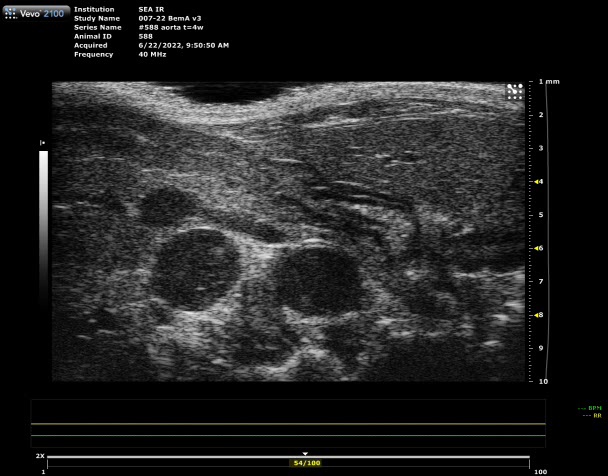 Vevo 2100
Institution SEA IR
Study Name 007-22 BemA v3
Series Name #588 aorta t=4w
Animal ID 588
Acquired 6/22/2022, 9:50:50 AM
Frequency 40 MHz
1 mm
2
3
4
5
6
7
8
9
10
--- BPM
--- RR
2X
54/100
1
100